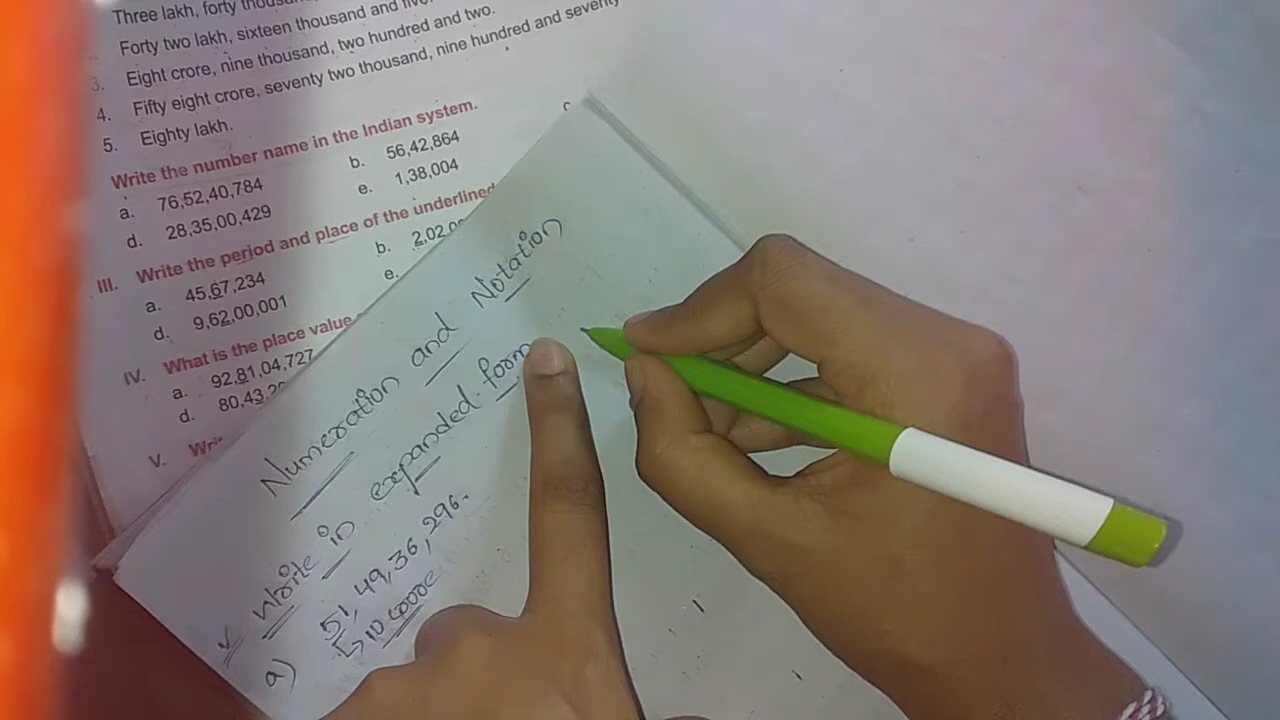 Three lakh, forty
Forty two lakh, sixteen thousand and five,
3. Eight crore, nine thousand, two hundred and two.
4. Fifty eight crore, seventy two thousand, nine hundred and seventy
5. Eighty lakh.
Write the number name in the Indian system.
a. 76,52,40,784 b. 56,42,864
d. 28,35,00,429 e. 1,38,004
III. Write the period and place of the underlined
a. 45,67,234 b. 2,02,0
d. 9,62,00,001 e.
IV. What is the place value
a. 92,81,04,727
d. 80,43,2
V. Wri
Numeration and Notation
V Write in expanded form
a) 51,49,36,296.
↳ 10 crore